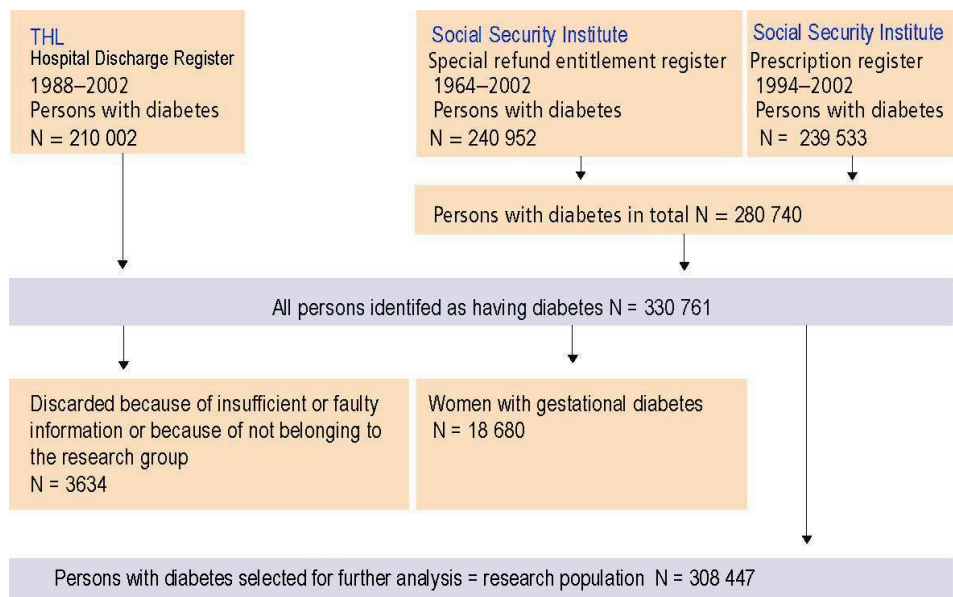 THL
Hospital Discharge Register
1988–2002
Persons with diabetes
N = 210 002
Social Security Institute
Special refund entitlement register
1964–2002
Persons with diabetes
N = 240 952
Social Security Institute
Prescription register
1994–2002
Persons with diabetes
N = 239 533
Persons with diabetes in total N = 280 740
All persons identifed as having diabetes N = 330 761
Discarded because of insufficient or faulty
information or because of not belonging to
the research group
N = 3634
Women with gestational diabetes
N = 18 680
Persons with diabetes selected for further analysis = research population N = 308 447